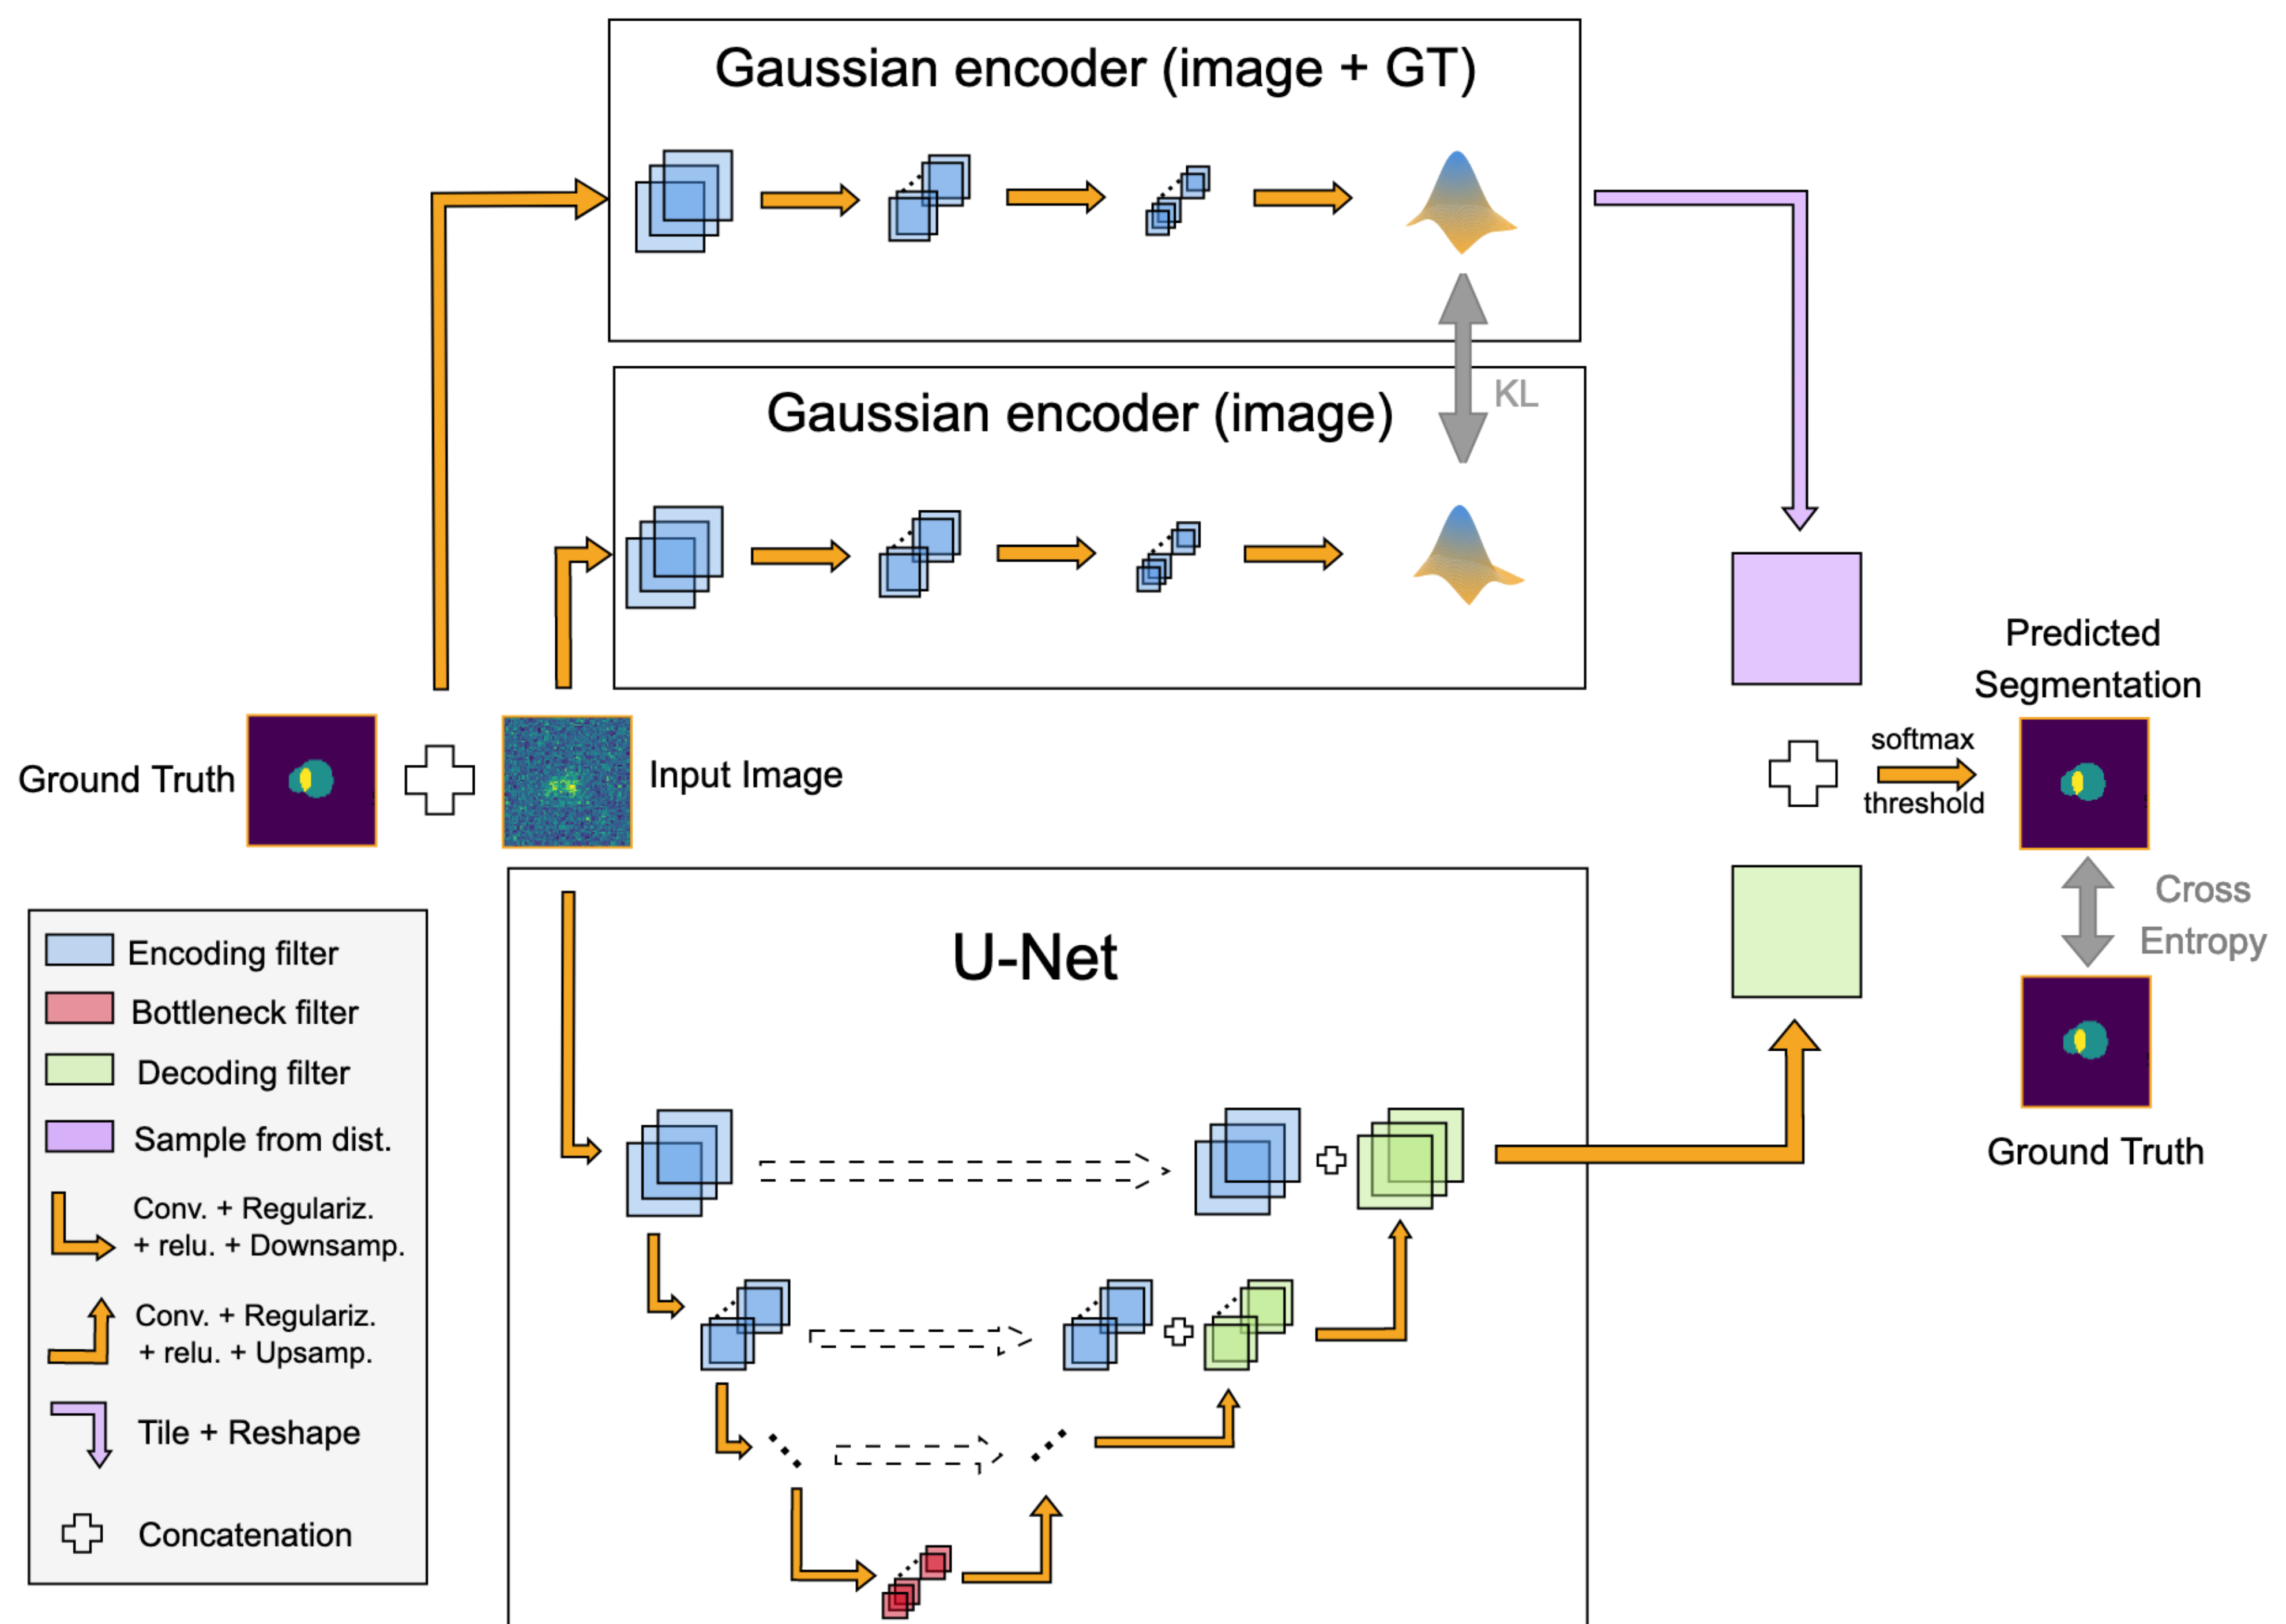 Gaussian encoder (image + GT)
KL
Gaussian encoder (image)
Predicted
Segmentation
Ground Truth
Input Image
softmax
threshold
Cross
Entropy
Ground Truth
U-Net
Encoding filter
Bottleneck filter
Decoding filter
Sample from dist.
Conv. + Regulariz.
+ relu. + Downsamp.
Conv. + Regulariz.
+ relu. + Upsamp.
Tile + Reshape
Concatenation